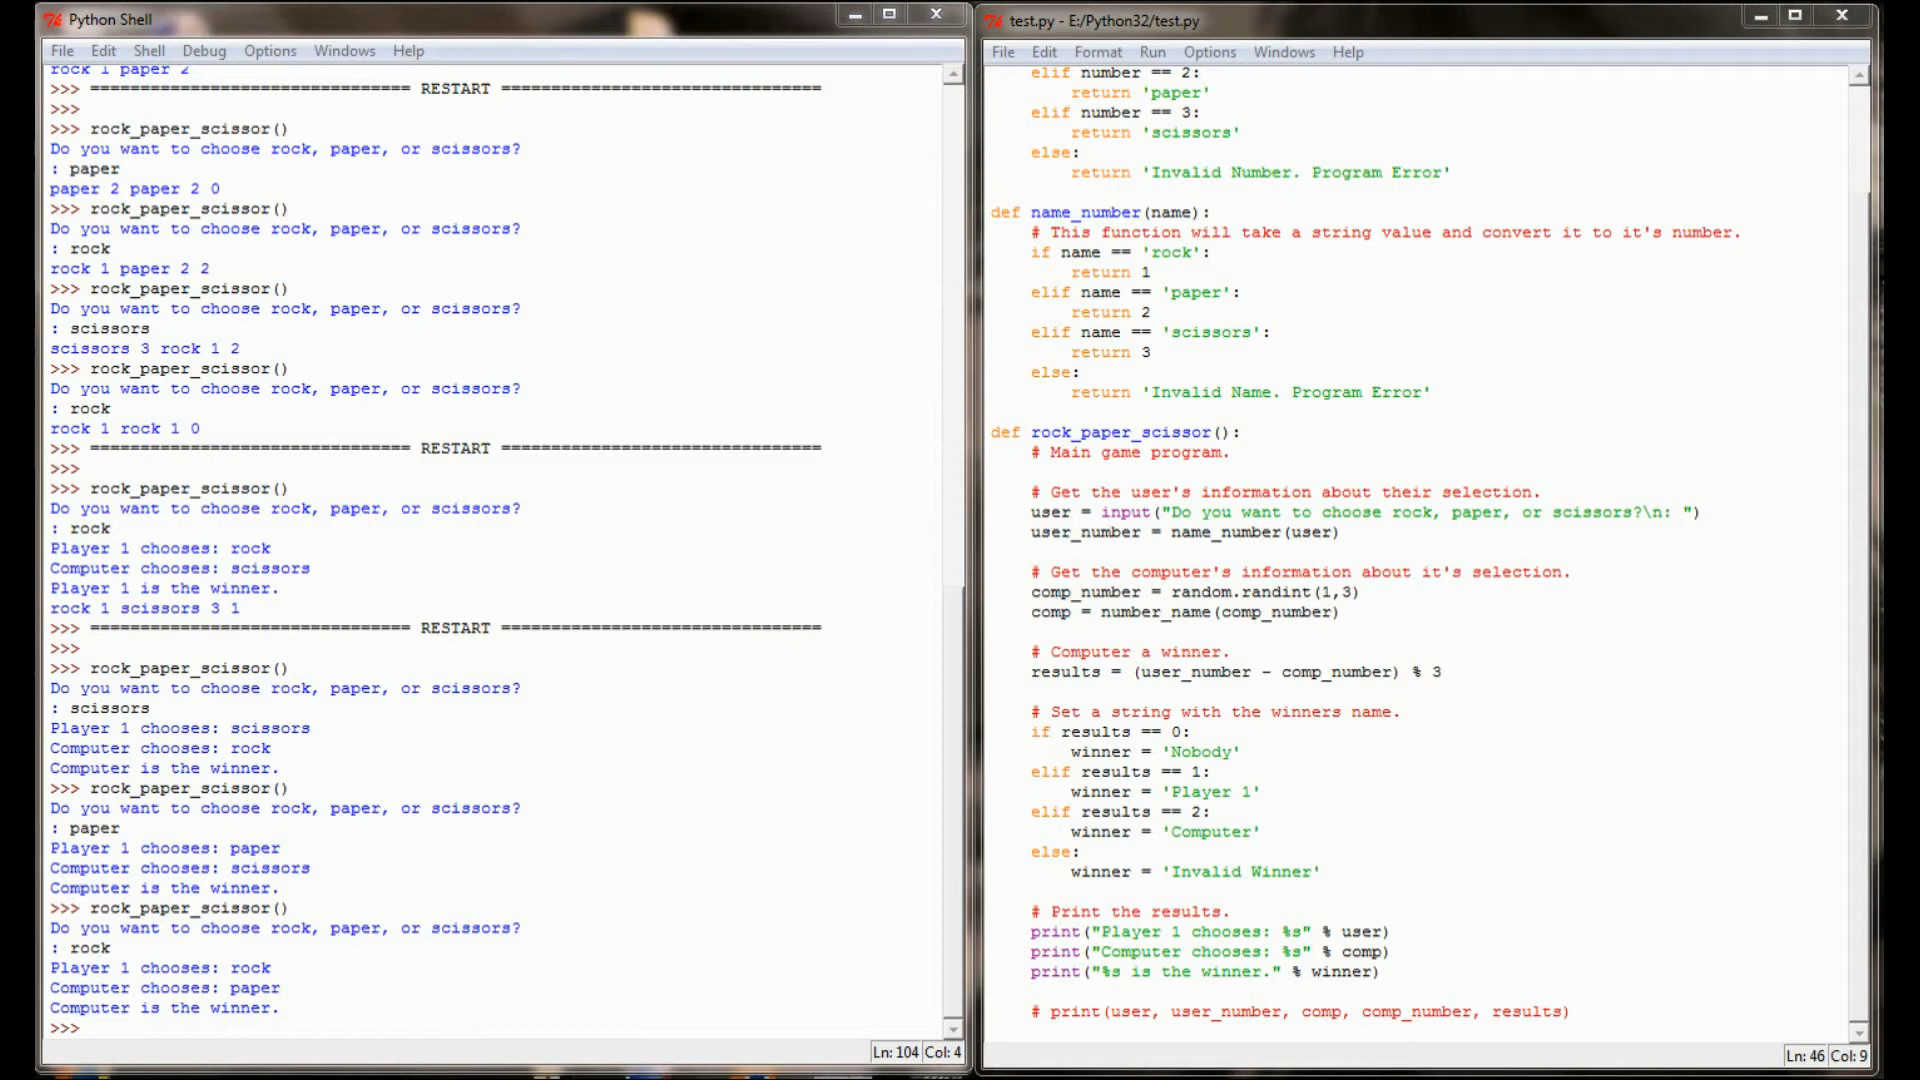 Python Shell
File Edit Shell Debug Options Windows Help
rock 1 paper 2
>>> ================================ RESTART ================================
>>>
>>> rock_paper_scissor()
Do you want to choose rock, paper, or scissors?
: paper
paper 2 paper 2 0
>>> rock_paper_scissor()
Do you want to choose rock, paper, or scissors?
: rock
rock 1 paper 2 2
>>> rock_paper_scissor()
Do you want to choose rock, paper, or scissors?
: scissors
scissors 3 rock 1 2
>>> rock_paper_scissor()
Do you want to choose rock, paper, or scissors?
: rock
rock 1 rock 1 0
>>> ================================ RESTART ================================
>>>
>>> rock_paper_scissor()
Do you want to choose rock, paper, or scissors?
: rock
Player 1 chooses: rock
Computer chooses: scissors
Player 1 is the winner.
rock 1 scissors 3 1
>>> ================================ RESTART ================================
>>>
>>> rock_paper_scissor()
Do you want to choose rock, paper, or scissors?
: scissors
Player 1 chooses: scissors
Computer chooses: rock
Computer is the winner.
>>> rock_paper_scissor()
Do you want to choose rock, paper, or scissors?
: paper
Player 1 chooses: paper
Computer chooses: scissors
Computer is the winner.
>>> rock_paper_scissor()
Do you want to choose rock, paper, or scissors?
: rock
Player 1 chooses: rock
Computer chooses: paper
Computer is the winner.
>>>
Ln: 104 Col: 4
test.py - E:/Python32/test.py
File Edit Format Run Options Windows Help
    elif number == 2:
        return 'paper'
    elif number == 3:
        return 'scissors'
    else:
        return 'Invalid Number. Program Error'
def name_number(name):
    # This function will take a string value and convert it to it's number.
    if name == 'rock':
        return 1
    elif name == 'paper':
        return 2
    elif name == 'scissors':
        return 3
    else:
        return 'Invalid Name. Program Error'
def rock_paper_scissor():
    # Main game program.
    # Get the user's information about their selection.
    user = input("Do you want to choose rock, paper, or scissors?\n: ")
    user_number = name_number(user)
    # Get the computer's information about it's selection.
    comp_number = random.randint(1,3)
    comp = number_name(comp_number)
    # Computer a winner.
    results = (user_number - comp_number) % 3
    # Set a string with the winners name.
    if results == 0:
        winner = 'Nobody'
    elif results == 1:
        winner = 'Player 1'
    elif results == 2:
        winner = 'Computer'
    else:
        winner = 'Invalid Winner'
    # Print the results.
    print("Player 1 chooses: %s" % user)
    print("Computer chooses: %s" % comp)
    print("%s is the winner." % winner)
    # print(user, user_number, comp, comp_number, results)
Ln: 46 Col: 9